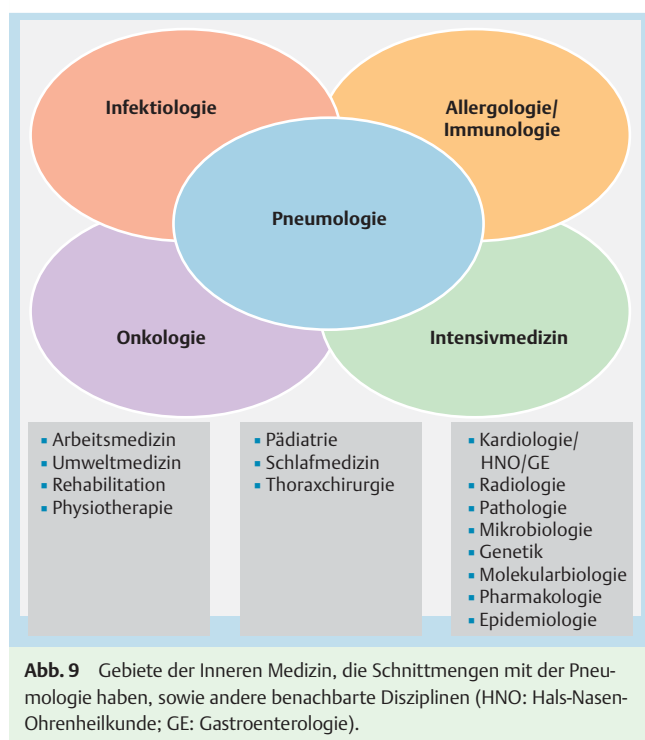 Infektiologie
Allergologie/
Immunologie
Pneumologie
Onkologie
Intensivmedizin
▪ Arbeitsmedizin
▪ Umweltmedizin
▪ Rehabilitation
▪ Physiotherapie
▪ Pädiatrie
▪ Schlafmedizin
▪ Thoraxchirurgie
▪ Kardiologie/
HNO/GE
▪ Radiologie
▪ Pathologie
▪ Mikrobiologie
▪ Genetik
▪ Molekularbiologie
▪ Pharmakologie
▪ Epidemiologie
Abb. 9 Gebiete der Inneren Medizin, die Schnittmengen mit der Pneu-
mologie haben, sowie andere benachbarte Disziplinen (HNO: Hals-Nasen-
Ohrenheilkunde; GE: Gastroenterologie).